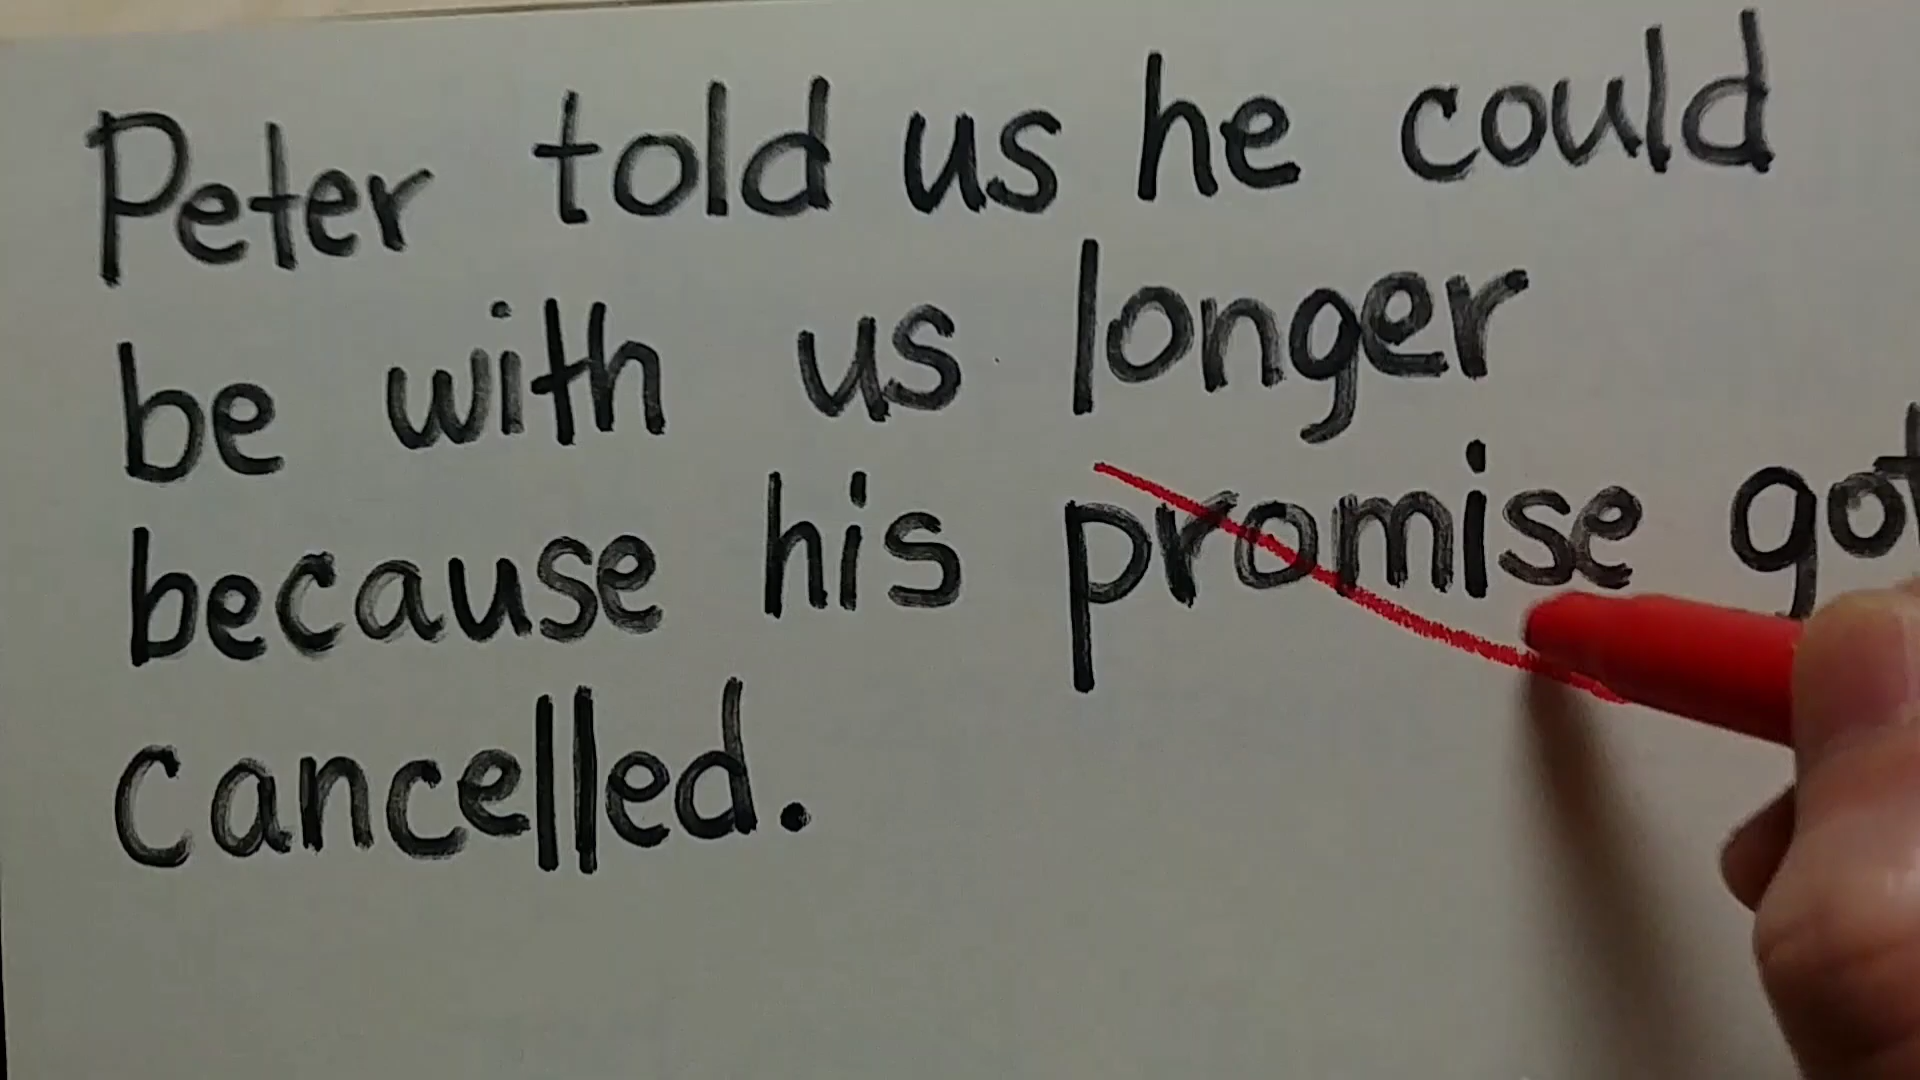 Peter told us he could
be with us longer
because his promise got
cancelled.